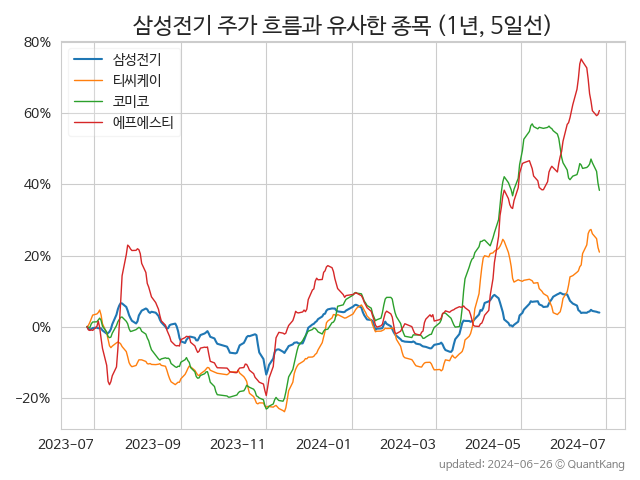 삼성전기 주가 흐름과 유사한 종목 (1년, 5일선)
80%
60%
40%
20%
0%
−20%
삼성전기
티씨케이
코미코
에프에스티
2023-07 2023-09 2023-11 2024-01 2024-03 2024-05 2024-07
updated: 2024-06-26 © QuantKang